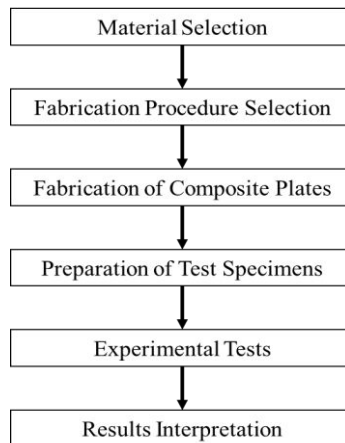 Material Selection
Fabrication Procedure Selection
Fabrication of Composite Plates
Preparation of Test Specimens
Experimental Tests
Results Interpretation